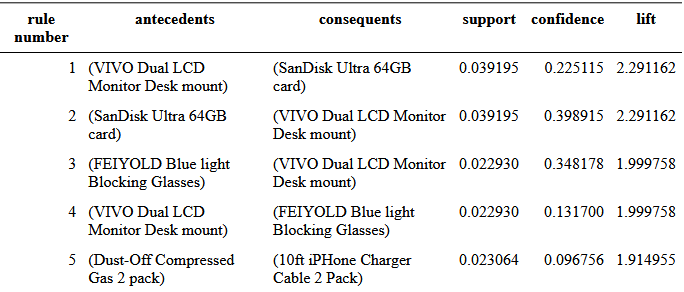 rule number antecedents consequents support confidence lift
1 (VIVO Dual LCD Monitor Desk mount) (SanDisk Ultra 64GB card) 0.039195 0.225115 2.291162
2 (SanDisk Ultra 64GB card) (VIVO Dual LCD Monitor Desk mount) 0.039195 0.398915 2.291162
3 (FEIYOLD Blue light Blocking Glasses) (VIVO Dual LCD Monitor Desk mount) 0.022930 0.348178 1.999758
4 (VIVO Dual LCD Monitor Desk mount) (FEIYOLD Blue light Blocking Glasses) 0.022930 0.131700 1.999758
5 (Dust-Off Compressed Gas 2 pack) (10ft iPHone Charger Cable 2 Pack) 0.023064 0.096756 1.914955